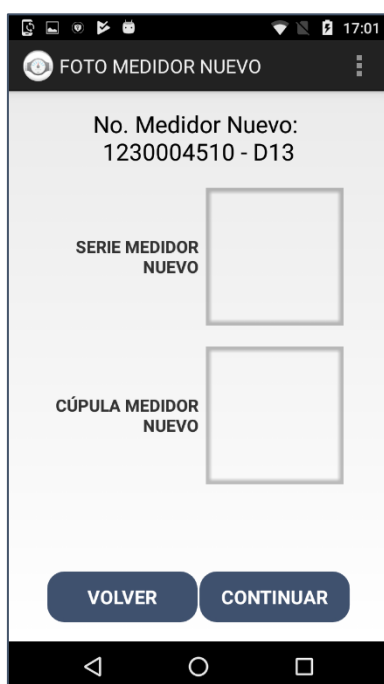 17:01
FOTO MEDIDOR NUEVO
No. Medidor Nuevo:
1230004510 - D13
SERIE MEDIDOR
NUEVO
CÚPULA MEDIDOR
NUEVO
VOLVER
CONTINUAR